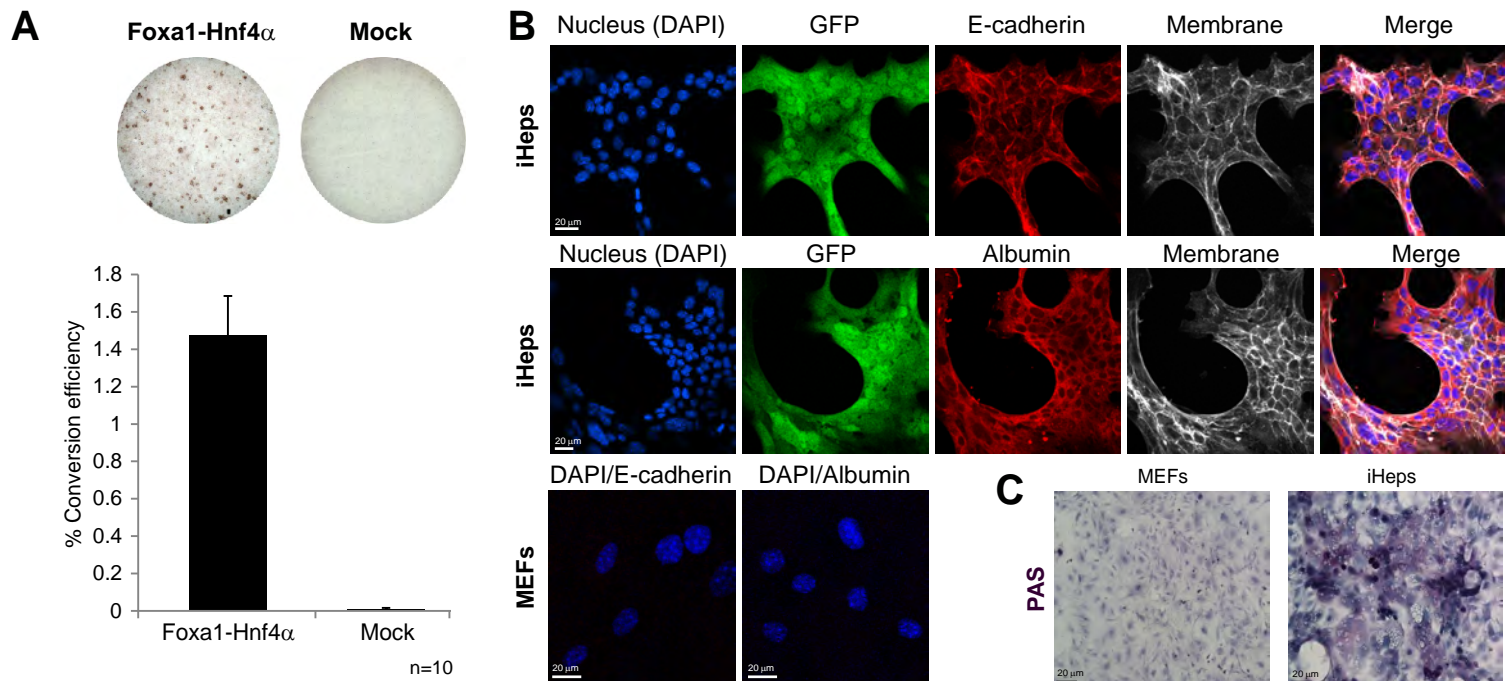 A
Foxa1-Hnf4α Mock
% Conversion efficiency
1.8
1.6
1.4
1.2
1
0.8
0.6
0.4
0.2
0
Foxa1-Hnf4α Mock
n=10
B
Nucleus (DAPI) GFP E-cadherin Membrane Merge
iHeps
20 μm
Nucleus (DAPI) GFP Albumin Membrane Merge
iHeps
20 μm
DAPI/E-cadherin DAPI/Albumin
MEFs
20 μm 20 μm
C
MEFs iHeps
PAS
20 μm 20 μm